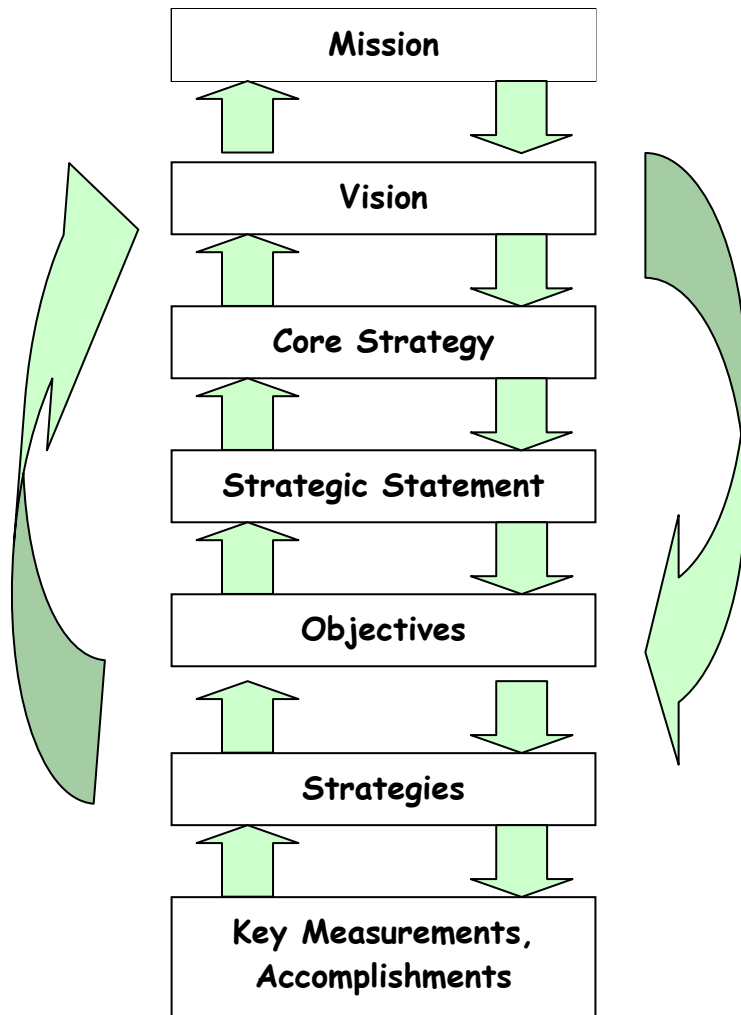 Mission
Vision
Core Strategy
Strategic Statement
Objectives
Strategies
Key Measurements,
Accomplishments